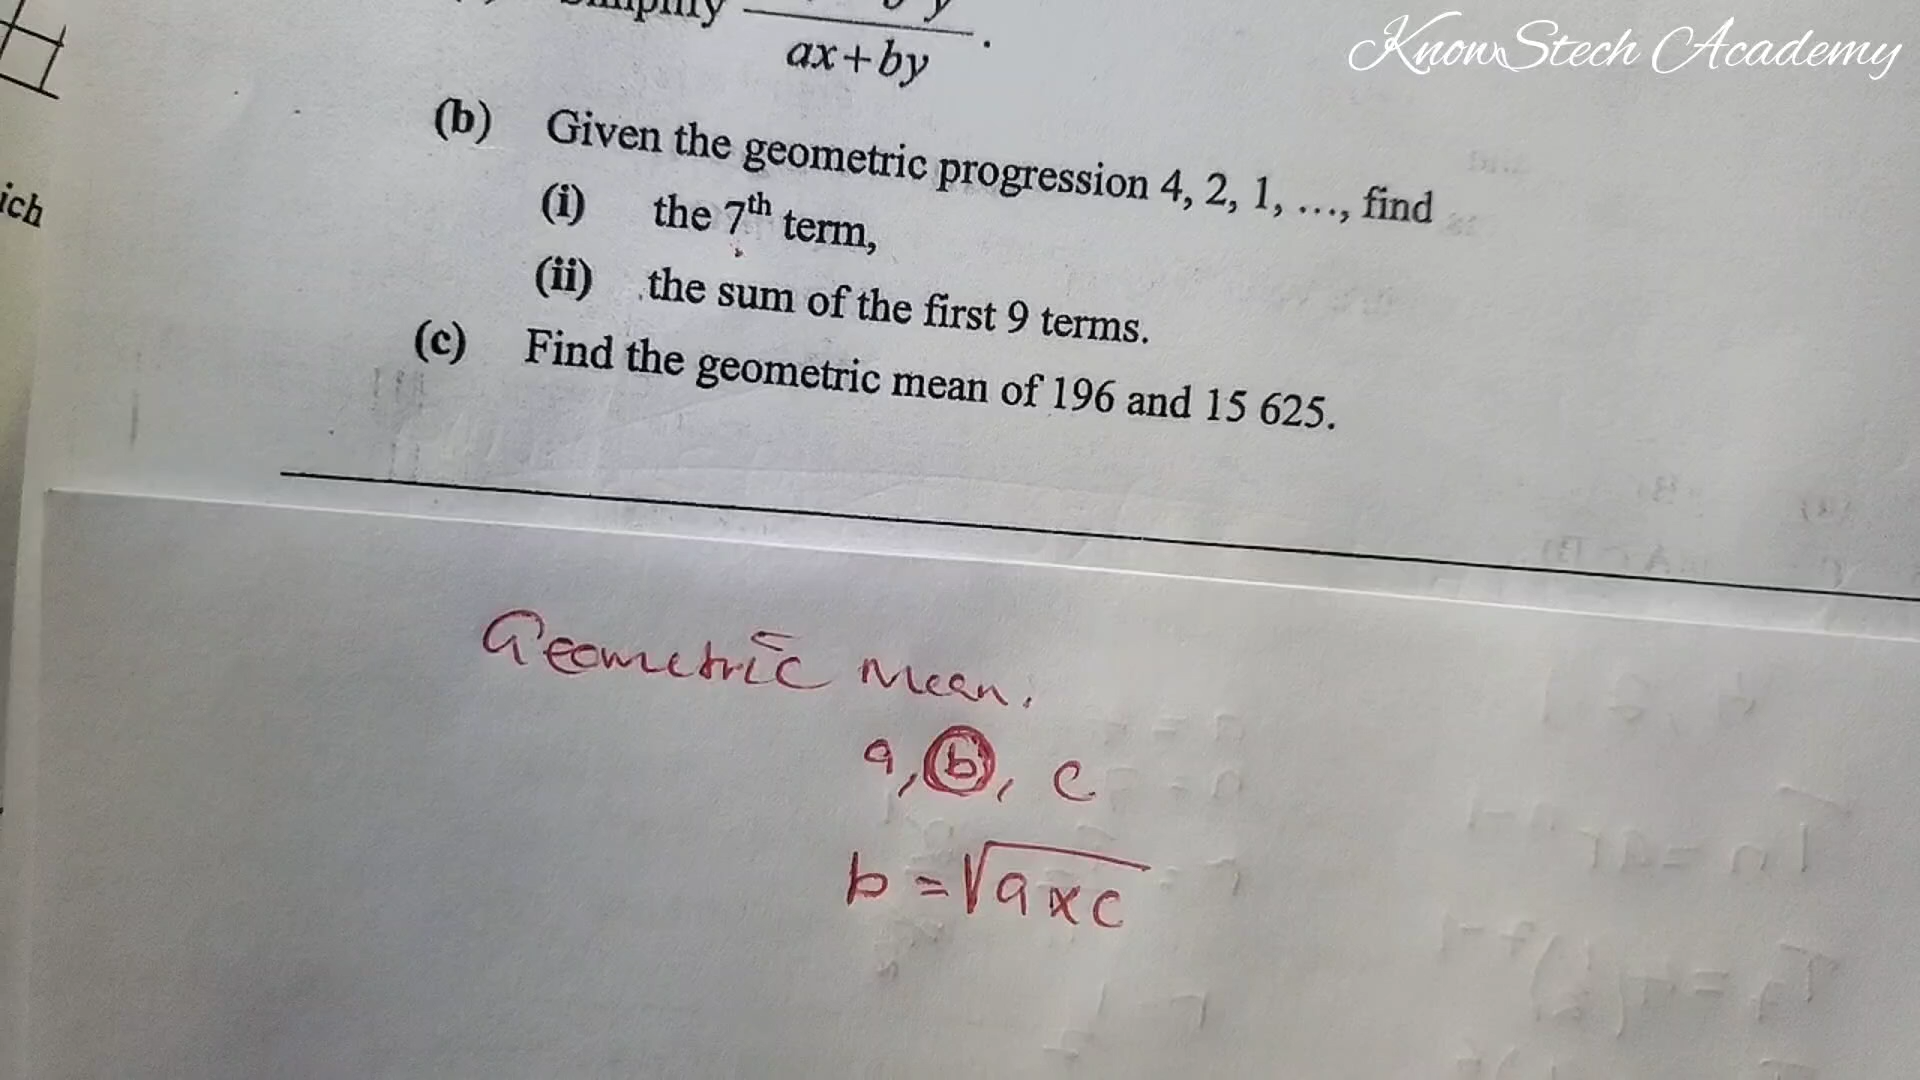 KnowStech Academy
ax+by
(b) Given the geometric progression 4, 2, 1, ..., find
(i) the 7th term,
ich
(ii) the sum of the first 9 terms.
(c) Find the geometric mean of 196 and 15 625.
Geometric Mean.
a, b, c
b = √a×c